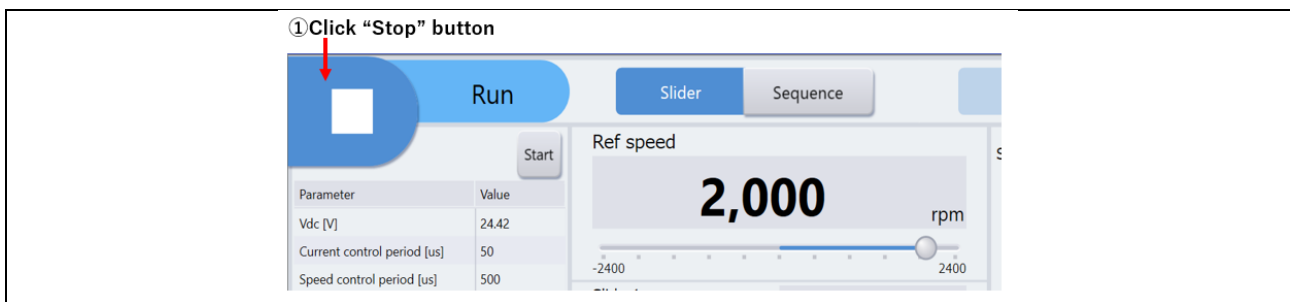 ①Click “Stop” button
Run
Slider
Sequence
Start
Ref speed
2,000
rpm
Parameter Value
Vdc [V] 24.42
Current control period [us] 50
Speed control period [us] 500
-2400 2400